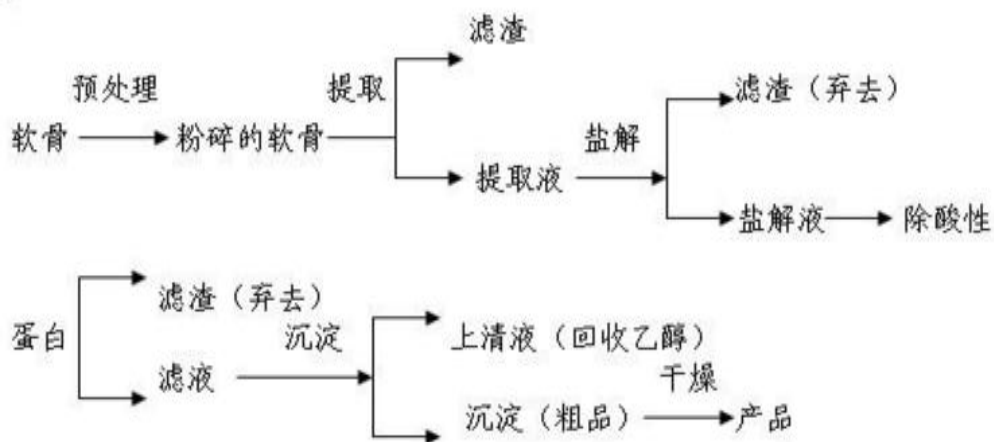 滤渣
预处理
提取
滤渣（弃去）
软骨
粉碎的软骨
盐解
提取液
盐解液
除酸性
蛋白
滤渣（弃去）
沉淀
上清液（回收乙醇）
滤液
干燥
沉淀（粗品）
产品